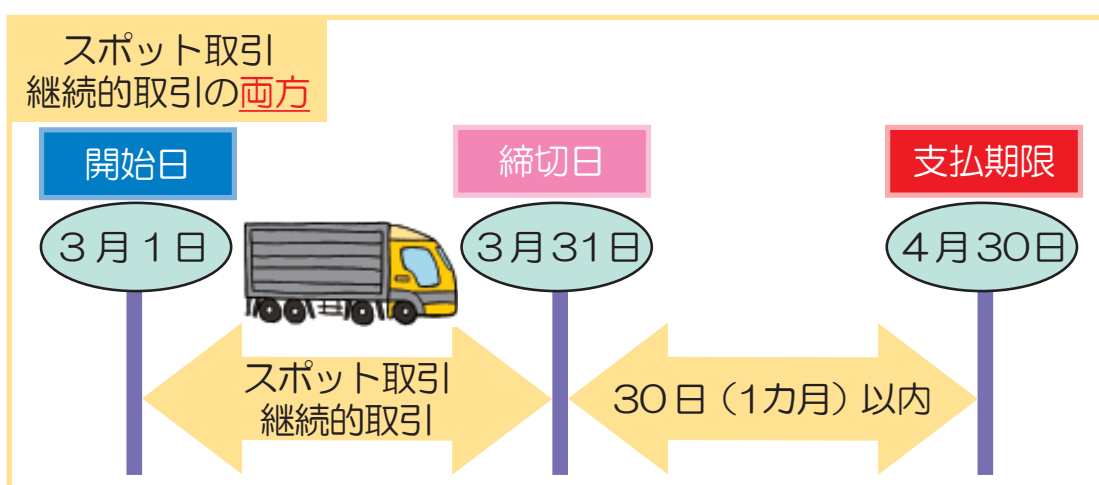 スポット取引
継続的取引の両方
開始日
締切日
支払期限
3月1日
3月31日
4月30日
スポット取引
継続的取引
30日（1カ月）以内